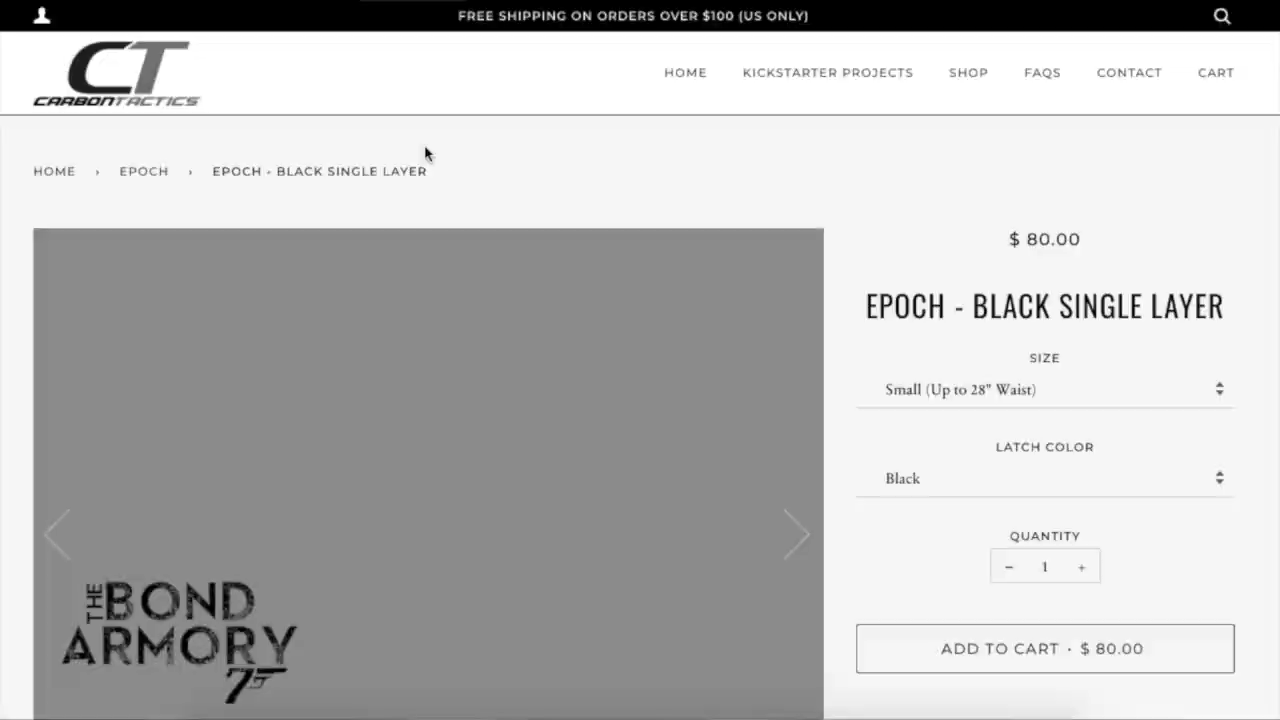 FREE SHIPPING ON ORDERS OVER $100 (US ONLY)
CT
CARBONTACTICS
HOME KICKSTARTER PROJECTS SHOP FAQS CONTACT CART
HOME › EPOCH › EPOCH - BLACK SINGLE LAYER
$ 80.00
EPOCH - BLACK SINGLE LAYER
SIZE
Small (Up to 28" Waist)
LATCH COLOR
Black
QUANTITY
− 1 +
ADD TO CART · $ 80.00
THE BOND
ARMORY
7